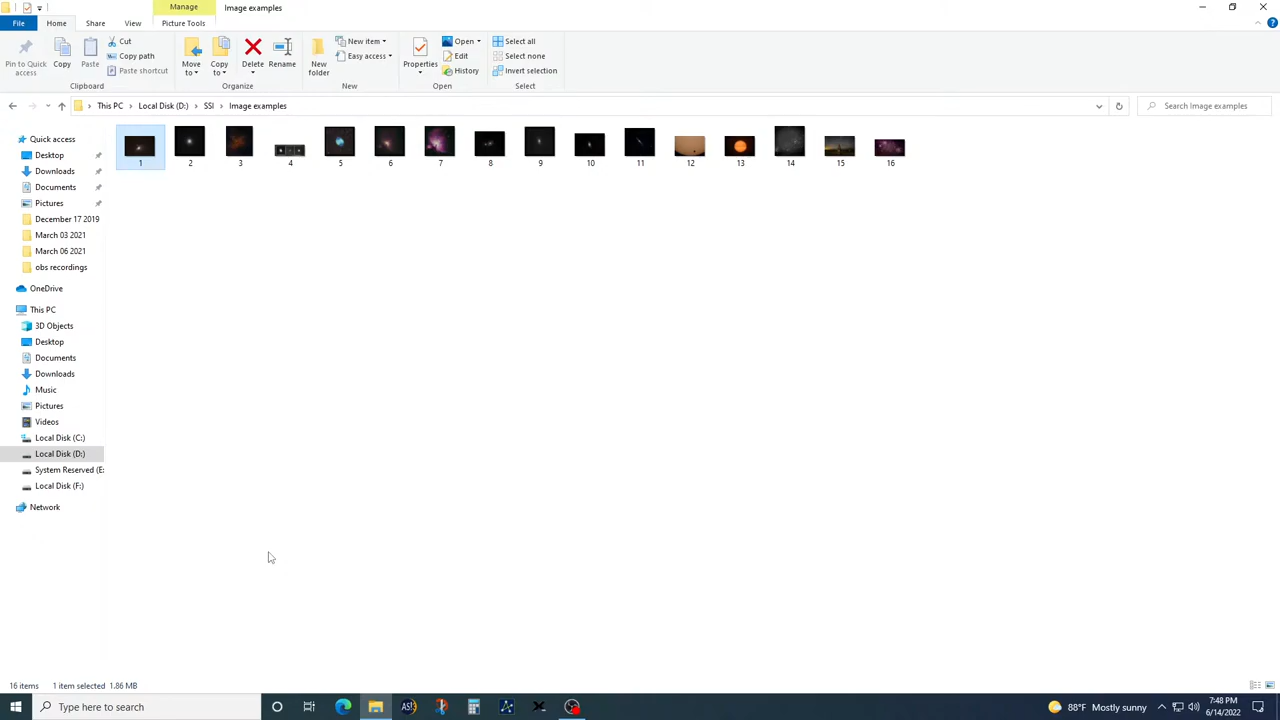 Manage
Image examples
File
Home
Share
View
Picture Tools
Pin to Quick access
Copy
Paste
Cut
Copy path
Paste shortcut
Clipboard
Move to
Copy to
Delete
Rename
Organize
New folder
New item
Easy access
New
Properties
Open
Edit
History
Open
Select all
Select none
Invert selection
Select
This PC
Local Disk (D:)
SSI
Image examples
Search Image examples
Quick access
Desktop
Downloads
Documents
Pictures
December 17 2019
March 03 2021
March 06 2021
obs recordings
OneDrive
This PC
3D Objects
Desktop
Documents
Downloads
Music
Pictures
Videos
Local Disk (C:)
Local Disk (D:)
System Reserved (E:
Local Disk (F:)
Network
1 2 3 4 5 6 7 8 9 10 11 12 13 14 15 16
16 items 1 item selected 1.86 MB
Type here to search
AS!
88°F Mostly sunny
7:48 PM
6/14/2022